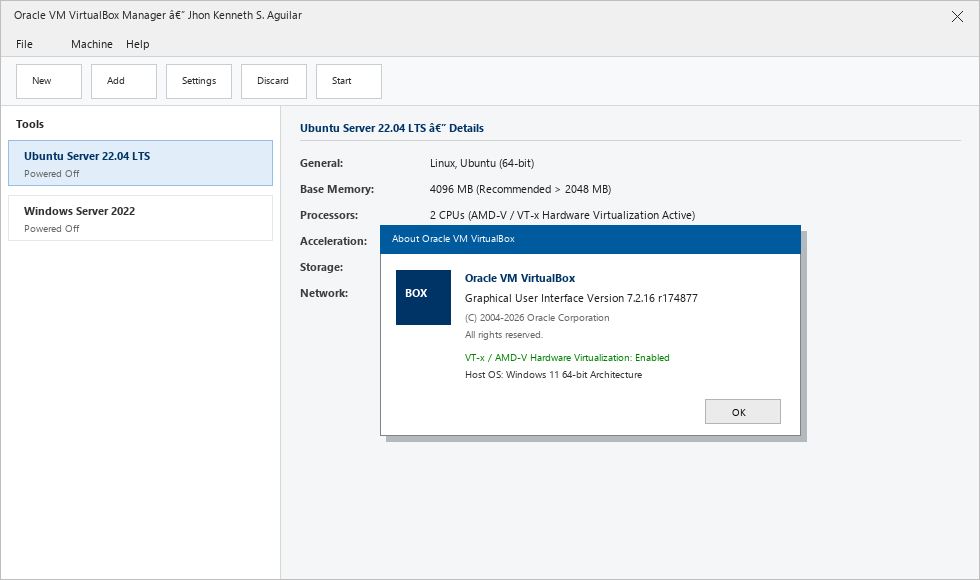 Oracle VM VirtualBox Manager â€” Jhon Kenneth S. Aguilar
File Machine Help
New Add Settings Discard Start
Tools
Ubuntu Server 22.04 LTS
Powered Off
Windows Server 2022
Powered Off
Ubuntu Server 22.04 LTS â€” Details
General: Linux, Ubuntu (64-bit)
Base Memory: 4096 MB (Recommended > 2048 MB)
Processors: 2 CPUs (AMD-V / VT-x Hardware Virtualization Active)
Acceleration:
Storage:
Network:
About Oracle VM VirtualBox
BOX
Oracle VM VirtualBox
Graphical User Interface Version 7.2.16 r174877
(C) 2004-2026 Oracle Corporation
All rights reserved.
VT-x / AMD-V Hardware Virtualization: Enabled
Host OS: Windows 11 64-bit Architecture
OK